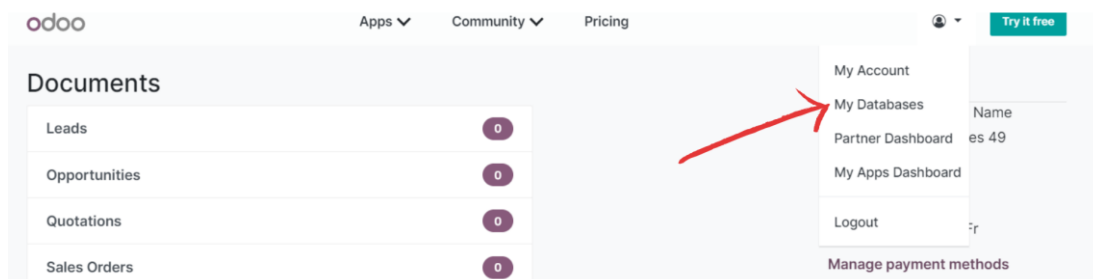 odoo Apps Community Pricing Try it free
Documents
Leads 0
Opportunities 0
Quotations 0
Sales Orders 0
My Account
My Databases
Partner Dashboard
My Apps Dashboard
Logout
Name
es 49
Fr
Manage payment methods